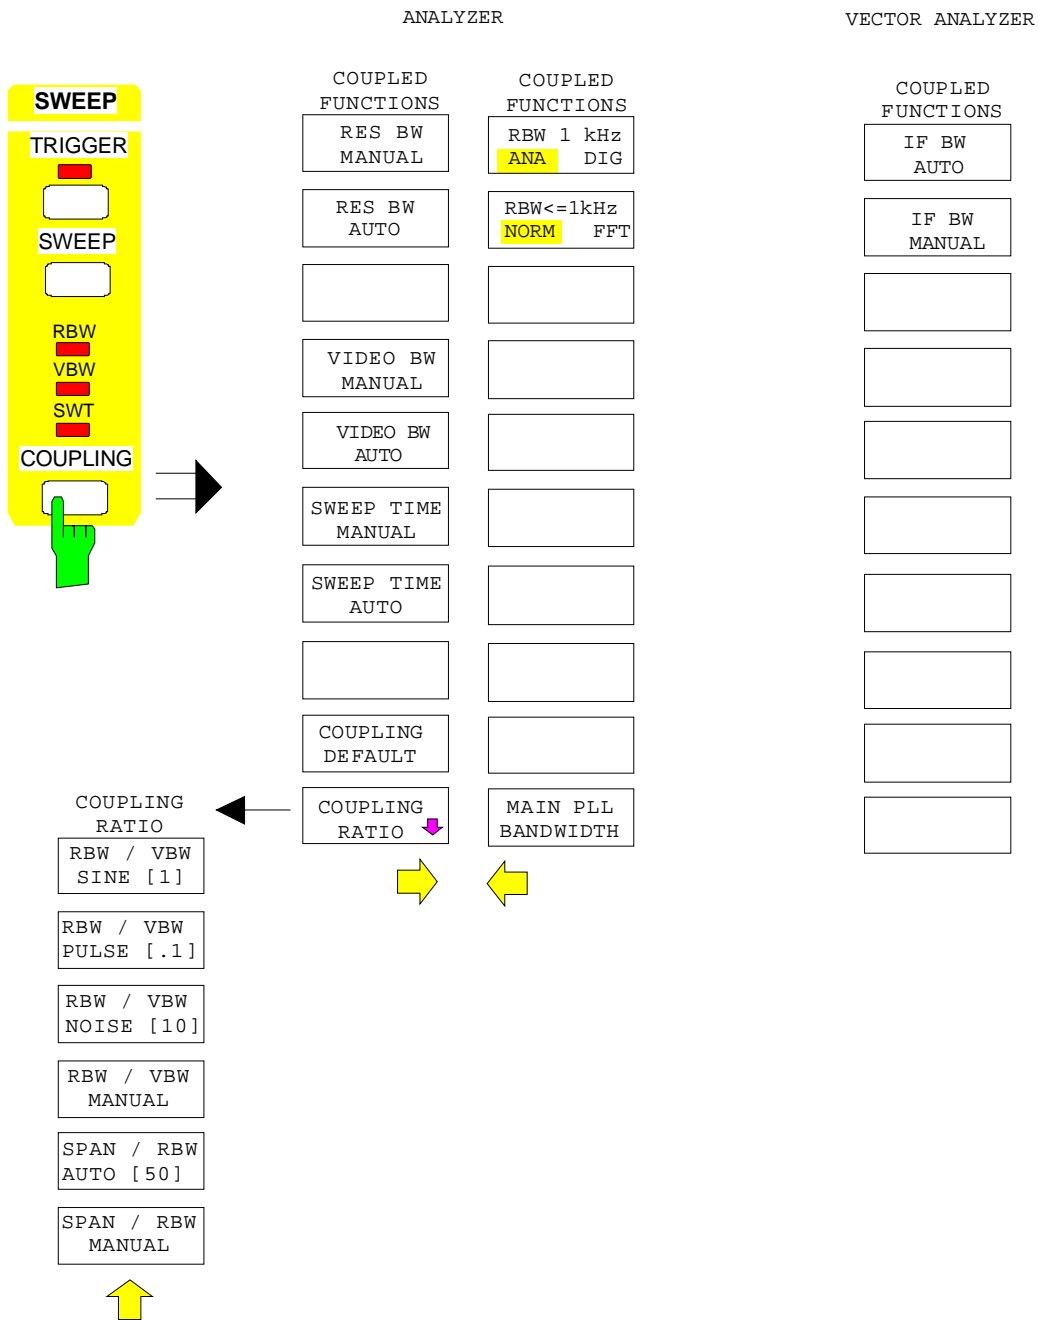 ANALYZER
VECTOR ANALYZER
SWEEP
TRIGGER
SWEEP
RBW
VBW
SWT
COUPLING
COUPLED
FUNCTIONS
RES BW
MANUAL
RES BW
AUTO
VIDEO BW
MANUAL
VIDEO BW
AUTO
SWEEP TIME
MANUAL
SWEEP TIME
AUTO
COUPLING
DEFAULT
COUPLING
RATIO
COUPLED
FUNCTIONS
RBW 1 kHz
ANA DIG
RBW<=1kHz
NORM FFT
MAIN PLL
BANDWIDTH
COUPLED
FUNCTIONS
IF BW
AUTO
IF BW
MANUAL
COUPLING
RATIO
RBW / VBW
SINE [1]
RBW / VBW
PULSE [.1]
RBW / VBW
NOISE [10]
RBW / VBW
MANUAL
SPAN / RBW
AUTO [50]
SPAN / RBW
MANUAL